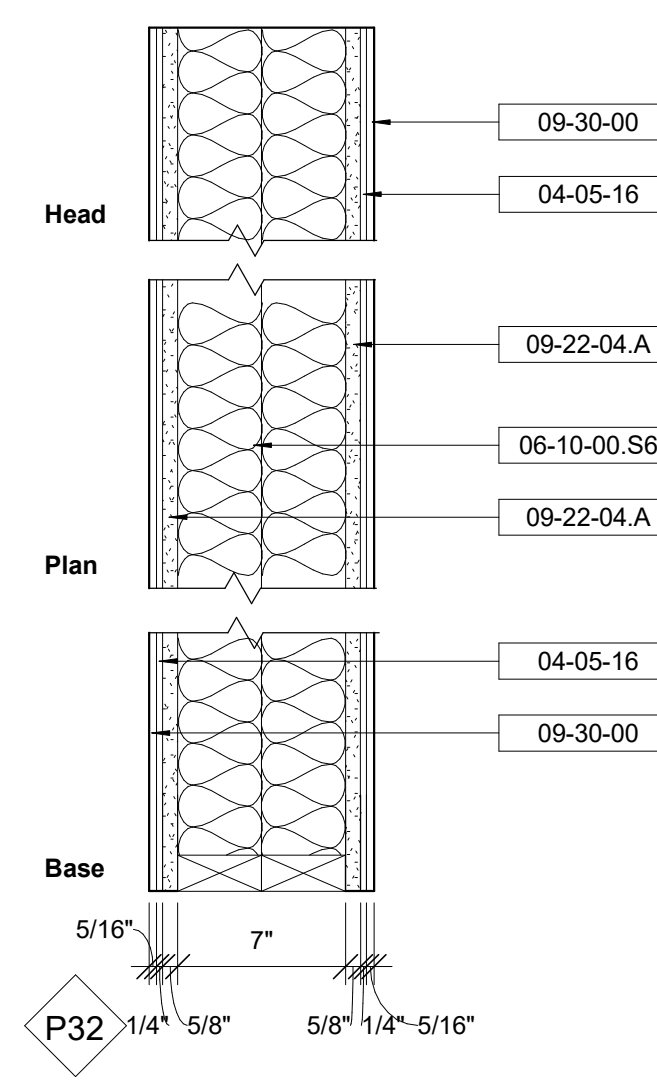 09-30-00
04-05-16
Head
09-22-04.A
06-10-00.S6
09-22-04.A
Plan
04-05-16
09-30-00
Base
5/16" 7"
P32 1/4" 5/8" 5/8" 1/4" 5/16"